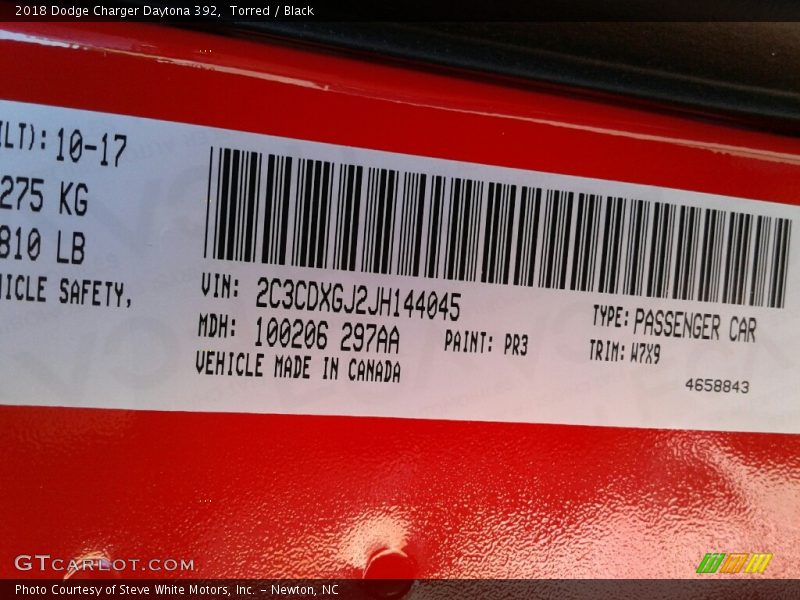 2018 Dodge Charger Daytona 392, Torred / Black
ILT): 10-17
275 KG
810 LB
HICLE SAFETY,
VIN: 2C3CDXGJ2JH144045
MDH: 100206 297AA
PAINT: PR3
VEHICLE MADE IN CANADA
TYPE: PASSENGER CAR
TRIM: W7X9
4658843
GTCARLOT.COM
Photo Courtesy of Steve White Motors, Inc. - Newton, NC